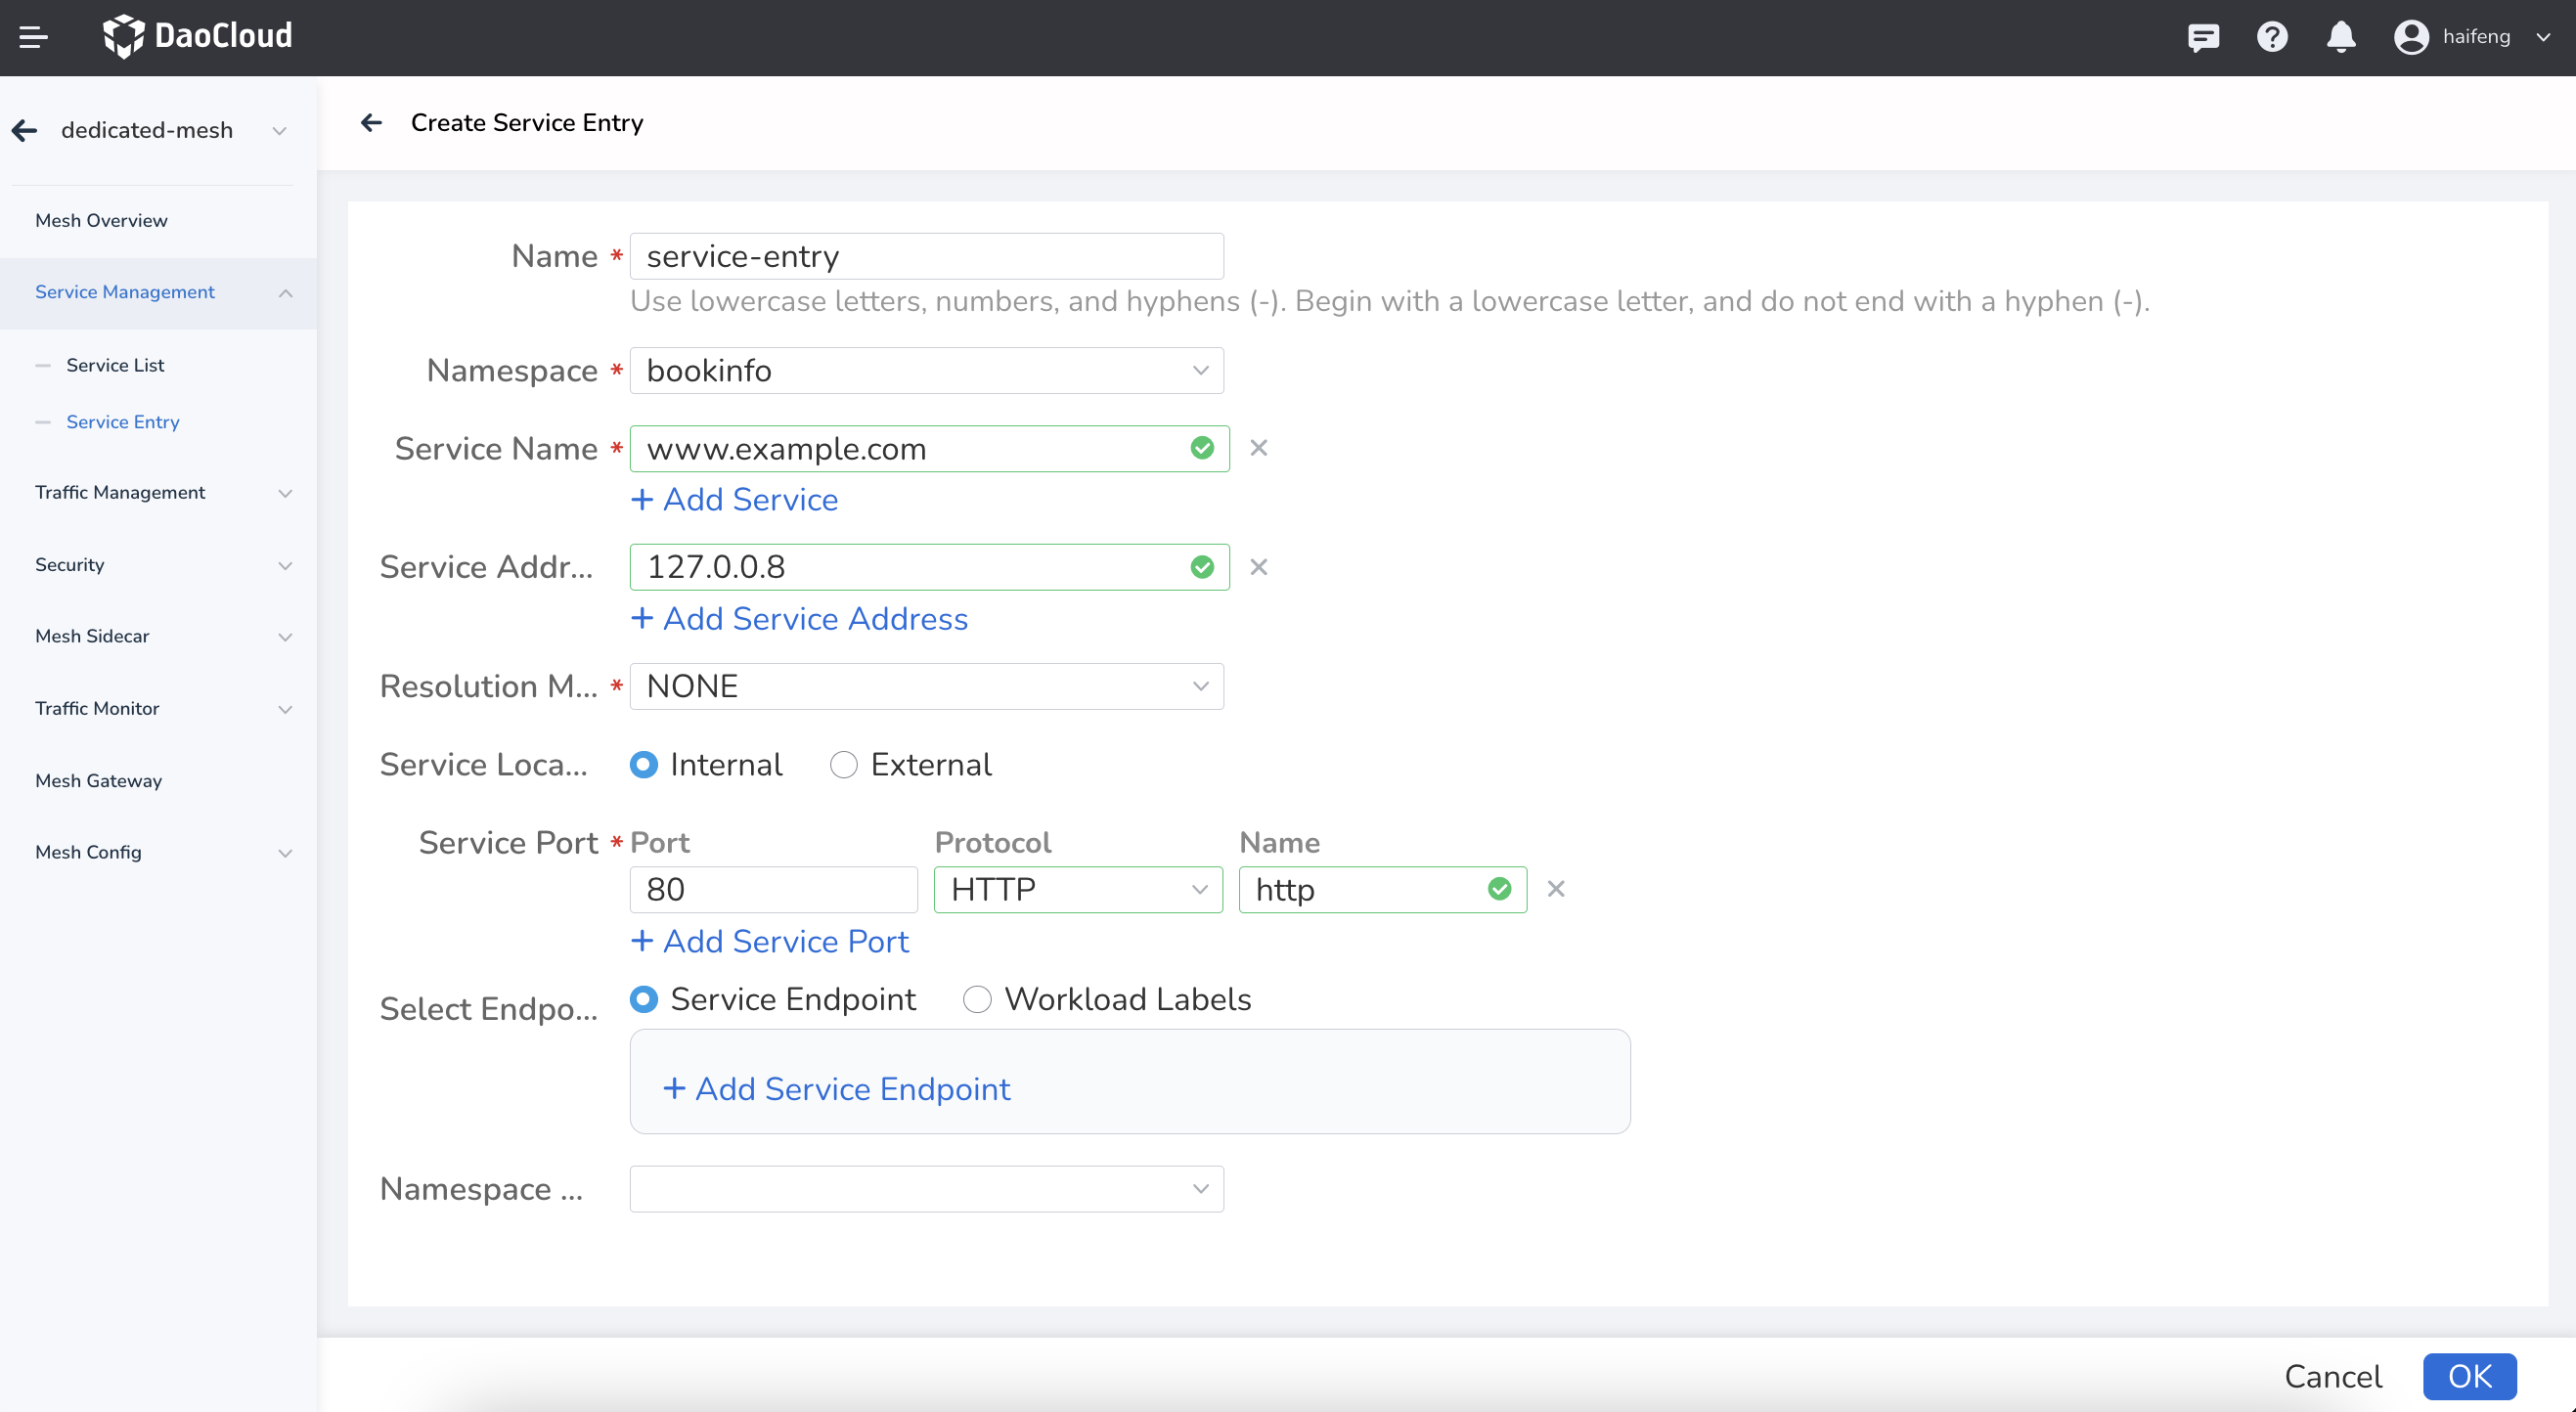 DaoCloud
haifeng
dedicated-mesh
Mesh Overview
Service Management
Service List
Service Entry
Traffic Management
Security
Mesh Sidecar
Traffic Monitor
Mesh Gateway
Mesh Config
Create Service Entry
Name * service-entry
Use lowercase letters, numbers, and hyphens (-). Begin with a lowercase letter, and do not end with a hyphen (-).
Namespace * bookinfo
Service Name * www.example.com
+ Add Service
Service Addr... 127.0.0.8
+ Add Service Address
Resolution M... * NONE
Service Loca... Internal External
Service Port * Port Protocol Name
80 HTTP http
+ Add Service Port
Select Endpo... Service Endpoint Workload Labels
+ Add Service Endpoint
Namespace ...
Cancel OK